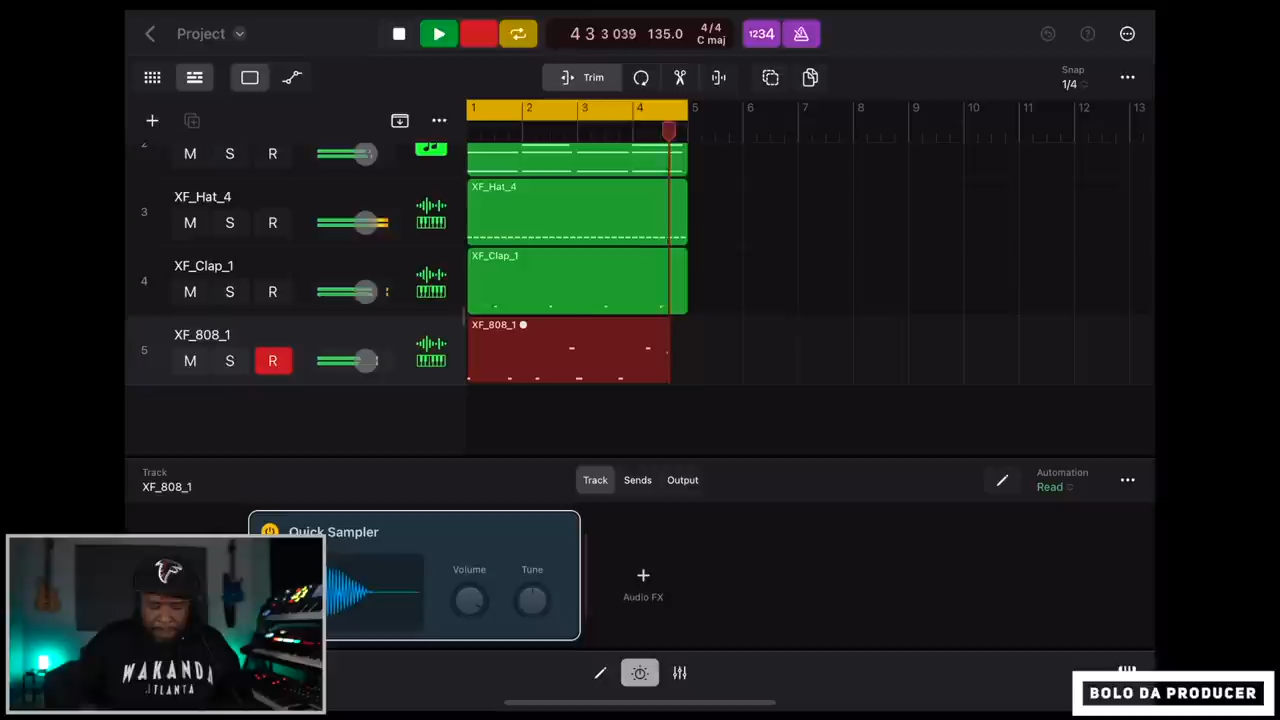 Project
4 3 3 039
135.0
4/4
C maj
1234
Trim
Snap
1/4
1 2 3 4 5 6 7 8 9 10 11 12 13
M S R
XF_Hat_4
3
M S R
XF_Hat_4
XF_Clap_1
4
M S R
XF_Clap_1
XF_808_1
5
M S R
XF_808_1
Track
XF_808_1
Track Sends Output
Automation
Read
Quick Sampler
Volume Tune
Audio FX
WAKANDA
ATLANTA
BOLO DA PRODUCER